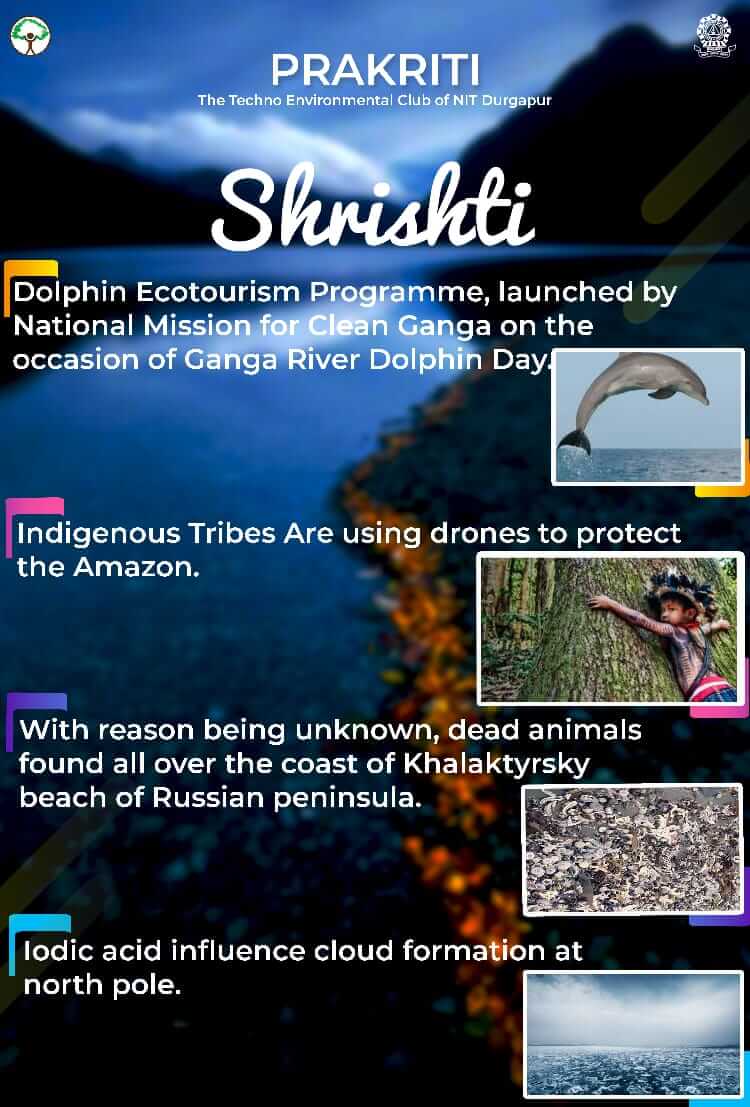 PRAKRITI
The Techno Environmental Club of NIT Durgapur
Shrishti
Dolphin Ecotourism Programme, launched by
National Mission for Clean Ganga on the
occasion of Ganga River Dolphin Day.
Indigenous Tribes Are using drones to protect
the Amazon.
With reason being unknown, dead animals
found all over the coast of Khalaktyrsky
beach of Russian peninsula.
Iodic acid influence cloud formation at
north pole.